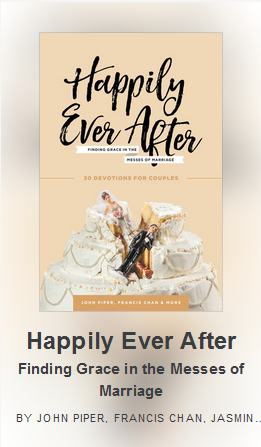 Happily
Ever After
FINDING GRACE IN THE
MESSES OF MARRIAGE
30 DEVOTIONS FOR COUPLES
JOHN PIPER, FRANCIS CHAN & MORE
Happily Ever After
Finding Grace in the Messes of
Marriage
BY JOHN PIPER, FRANCIS CHAN, JASMIN...